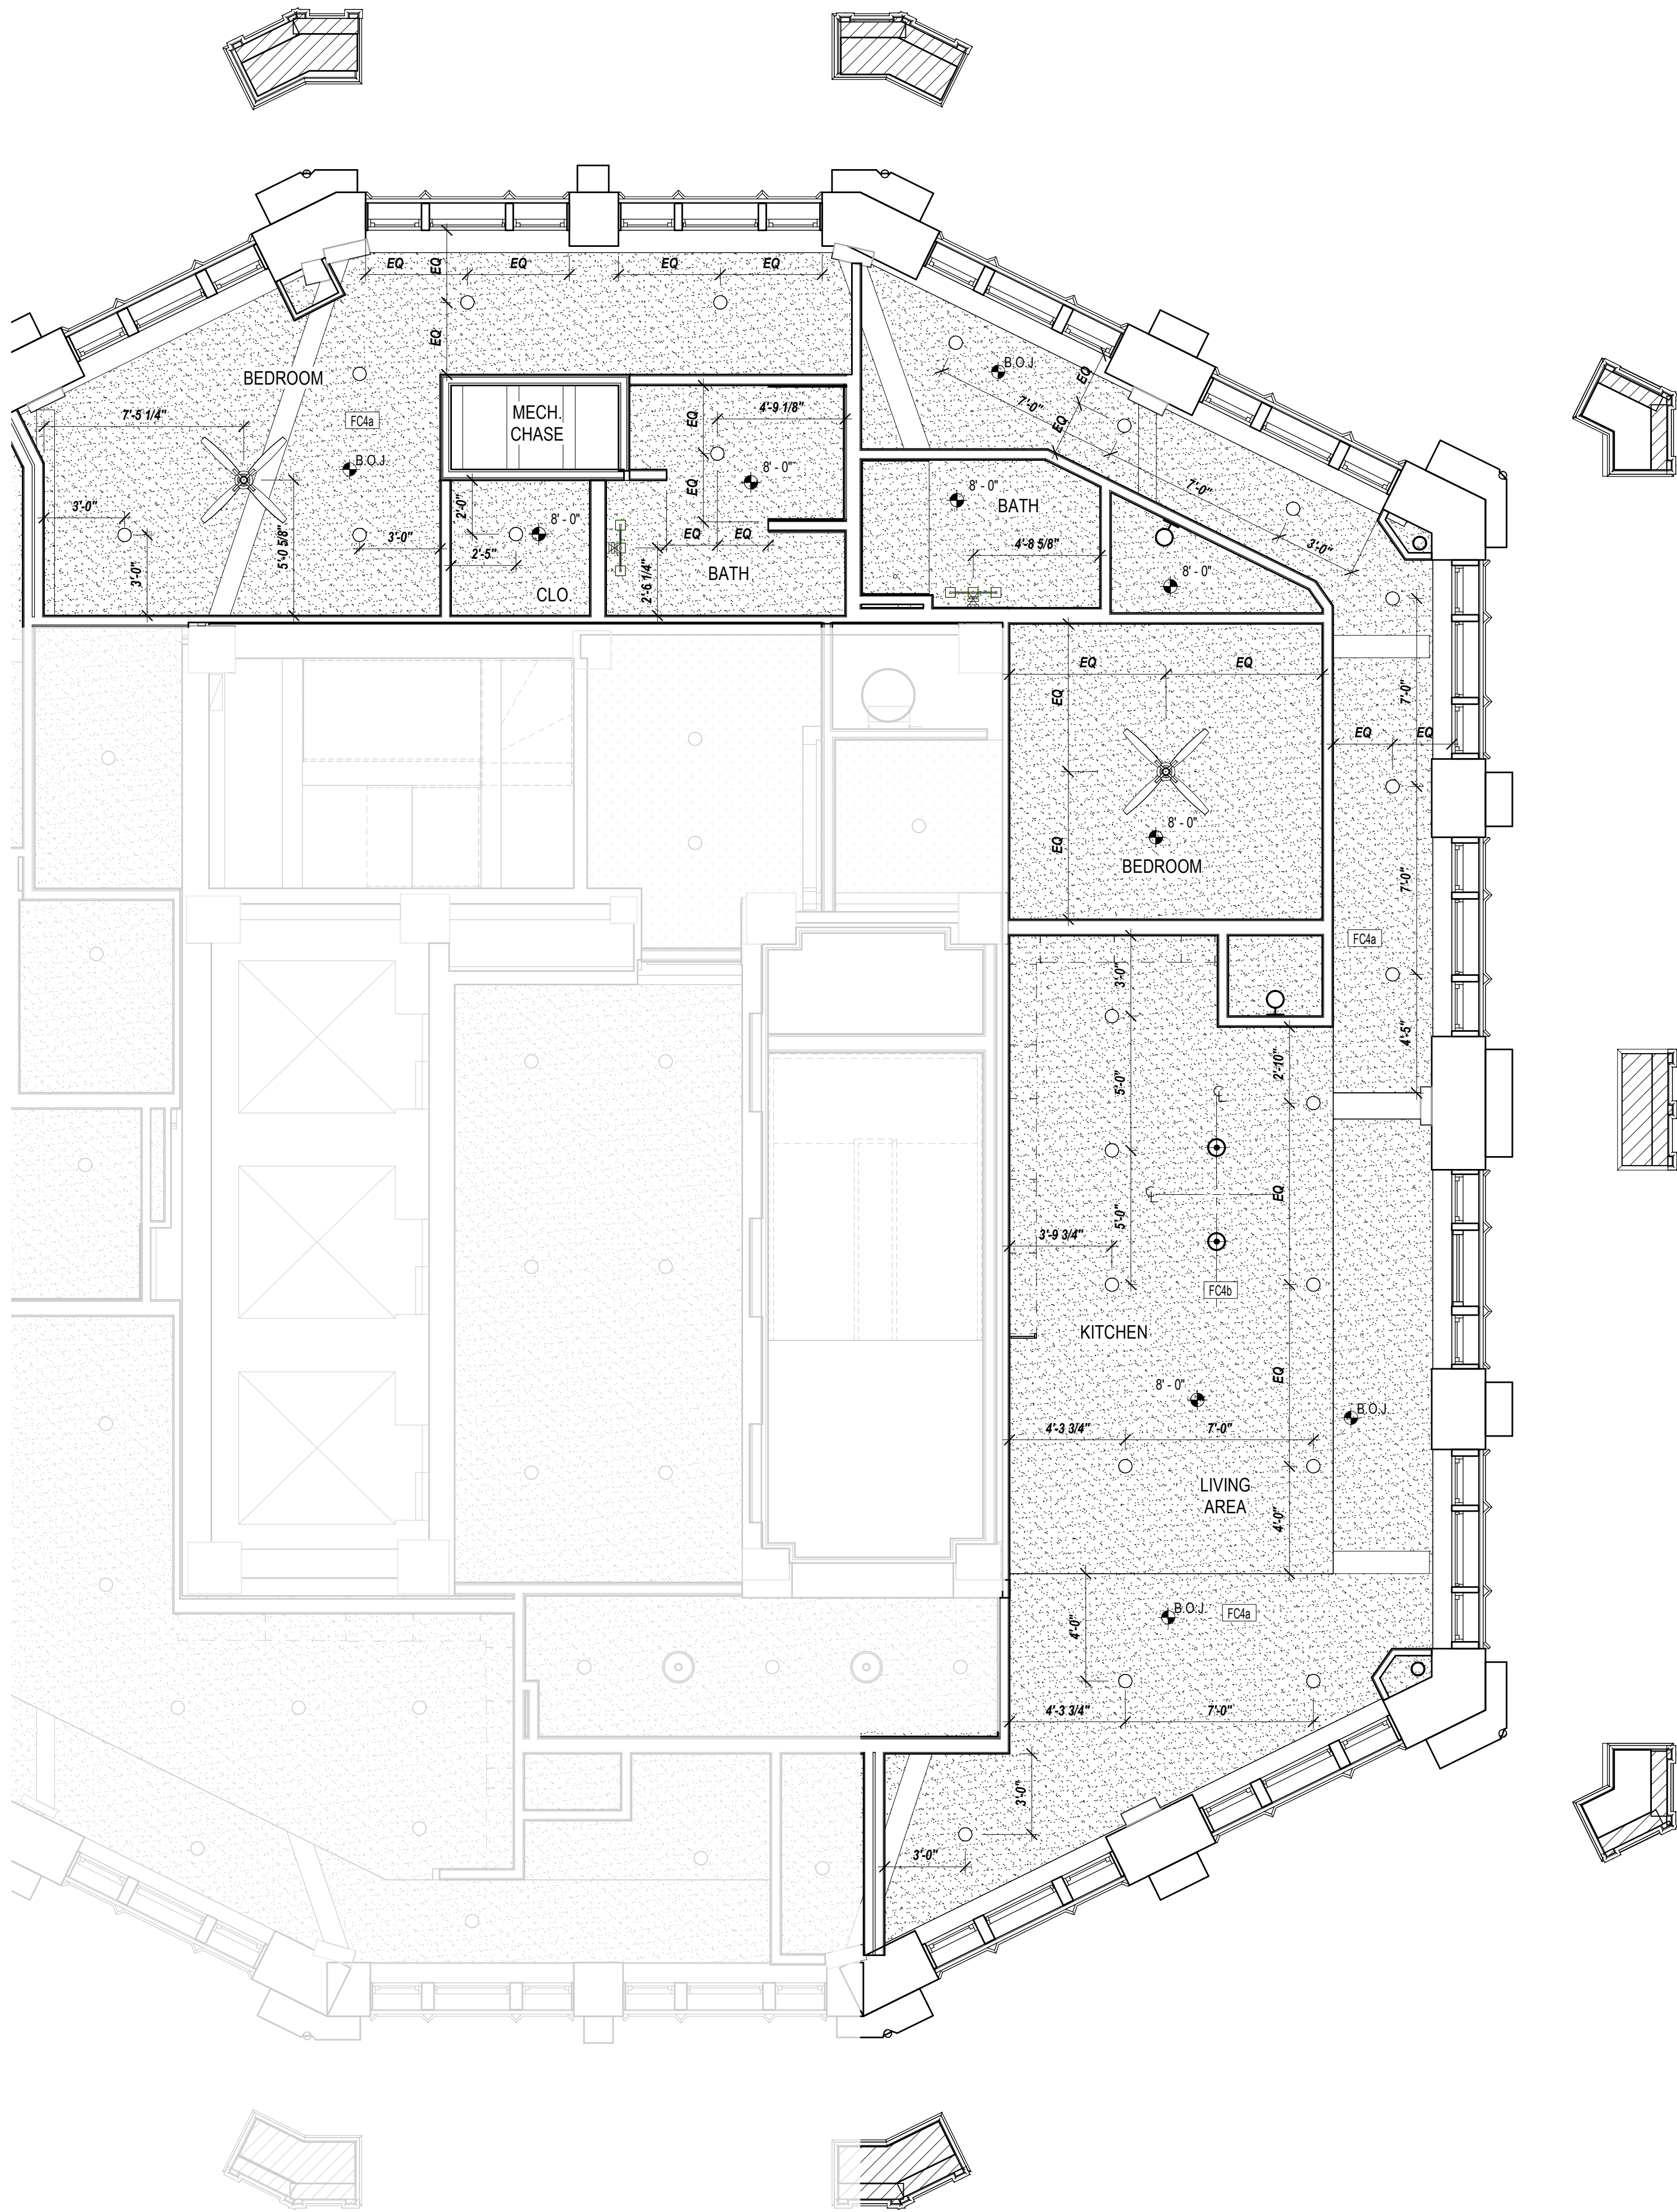 EQ
EQ
EQ
EQ
EQ
EQ
BEDROOM
7'-5 1/4"
FC4a
B.O.J.
3'-0"
3'-0"
5'-0 5/8"
3'-0"
MECH.
CHASE
2'-0"
8' - 0"
2'-5"
CLO.
EQ
4'-9 1/8"
8' - 0"
EQ
EQ
EQ
2'-6 1/4"
BATH
B.O.J.
EQ
7'-0"
EQ
7'-0"
3'-0"
8' - 0"
BATH
4'-8 5/8"
8' - 0"
EQ
EQ
EQ
7'-0"
EQ
EQ
8' - 0"
EQ
BEDROOM
7'-0"
FC4a
3'-0"
4'-5"
2'-10"
5'-0"
EQ
5'-0"
3'-9 3/4"
FC4b
KITCHEN
EQ
8' - 0"
B.O.J.
4'-3 3/4"
7'-0"
LIVING
AREA
4'-0"
B.O.J.
FC4a
4'-0"
4'-3 3/4"
7'-0"
3'-0"
3'-0"